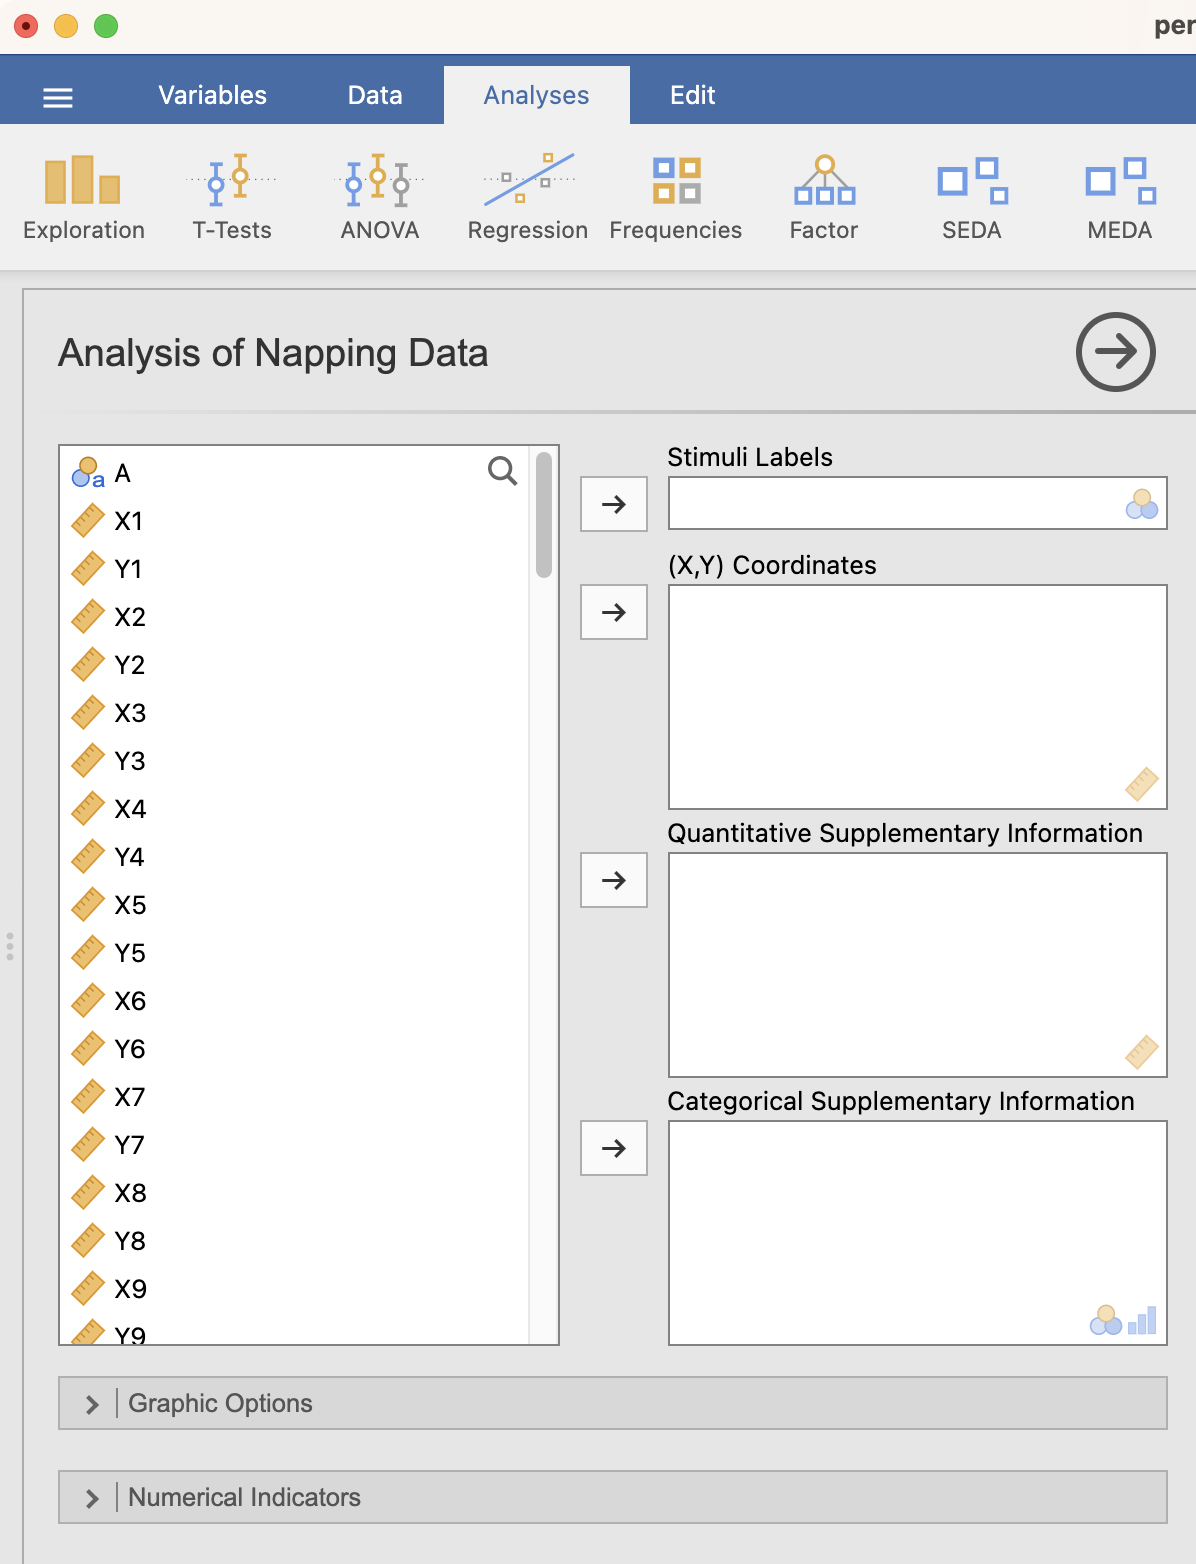 per
Variables Data Analyses Edit
Exploration T-Tests ANOVA Regression Frequencies Factor SEDA MEDA
Analysis of Napping Data
A
X1
Y1
X2
Y2
X3
Y3
X4
Y4
X5
Y5
X6
Y6
X7
Y7
X8
Y8
X9
Y9
Stimuli Labels
(X,Y) Coordinates
Quantitative Supplementary Information
Categorical Supplementary Information
Graphic Options
Numerical Indicators